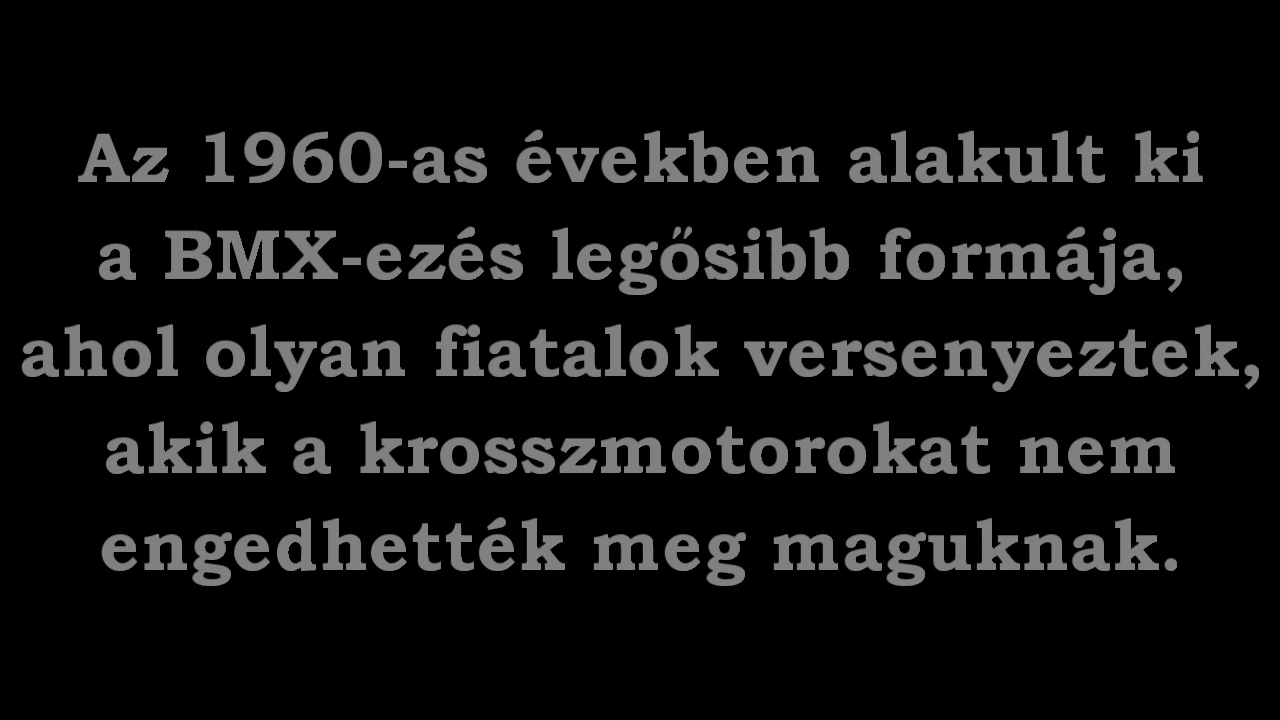 Az 1960-as években alakult ki
a BMX-ezés legősibb formája,
ahol olyan fiatalok versenyeztek,
akik a krosszmotorokat nem
engedhették meg maguknak.